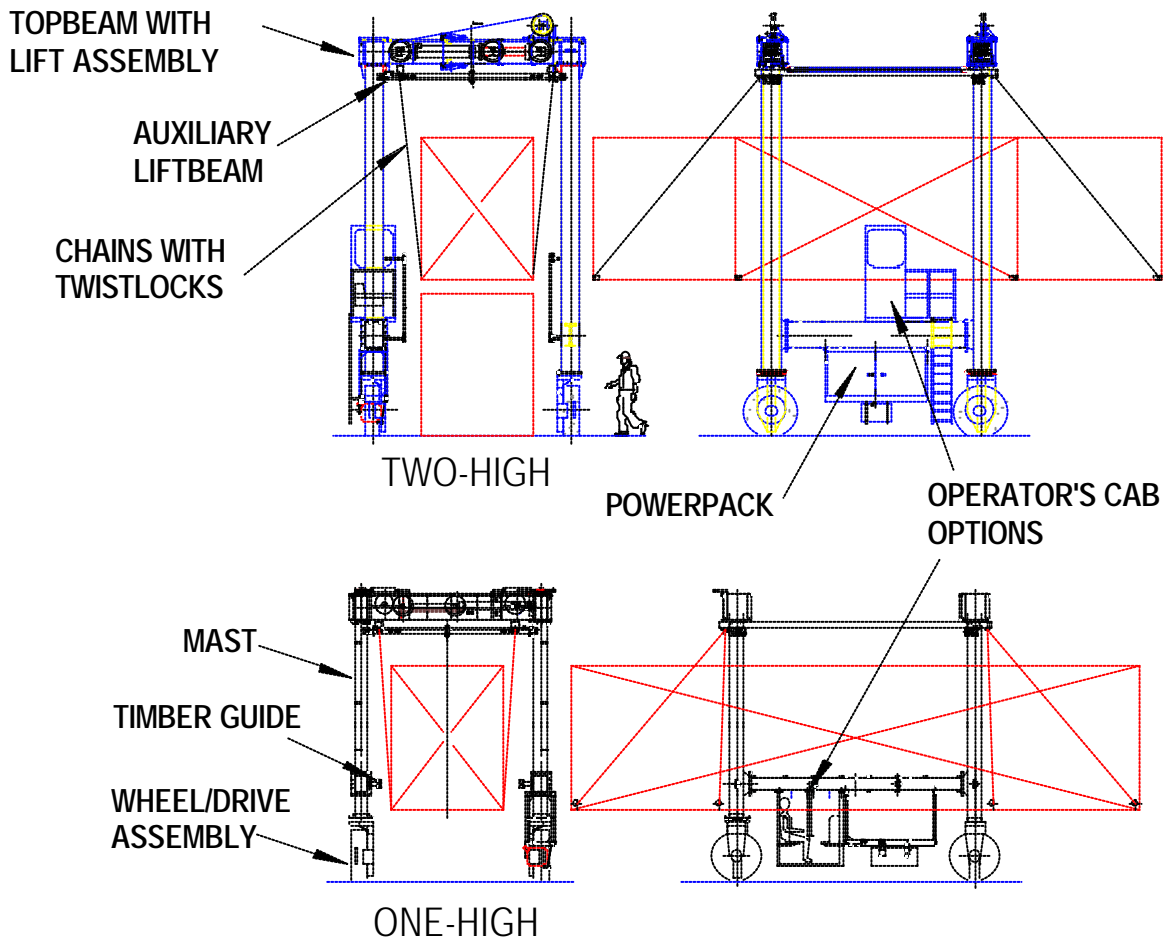 TOPBEAM WITH
LIFT ASSEMBLY
AUXILIARY
LIFTBEAM
CHAINS WITH
TWISTLOCKS
TWO-HIGH
POWERPACK
OPERATOR'S CAB
OPTIONS
MAST
TIMBER GUIDE
WHEEL/DRIVE
ASSEMBLY
ONE-HIGH